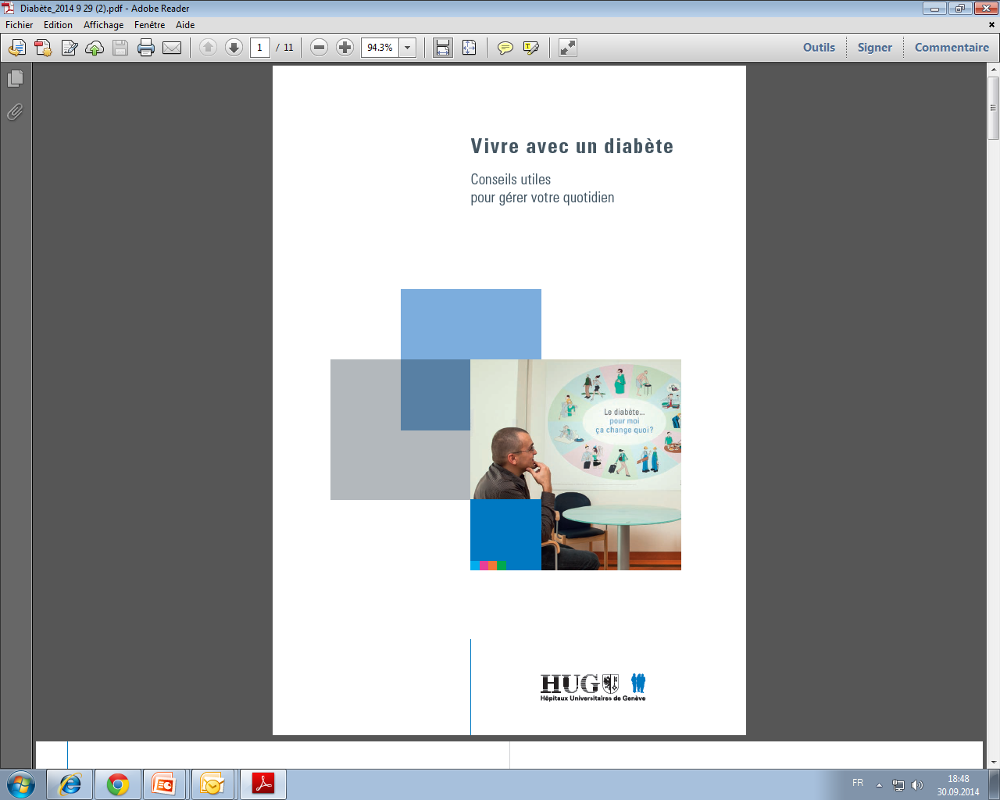 Diabète_2014 9 29 (2).pdf - Adobe Reader
Fichier Edition Affichage Fenêtre Aide
1 / 11 94.3% Outils Signer Commentaire
Vivre avec un diabète
Conseils utiles
pour gérer votre quotidien
Le diabète...
pour moi
ça change quoi?
HUG
Hôpitaux Universitaires de Genève
FR 18:48
30.09.2014